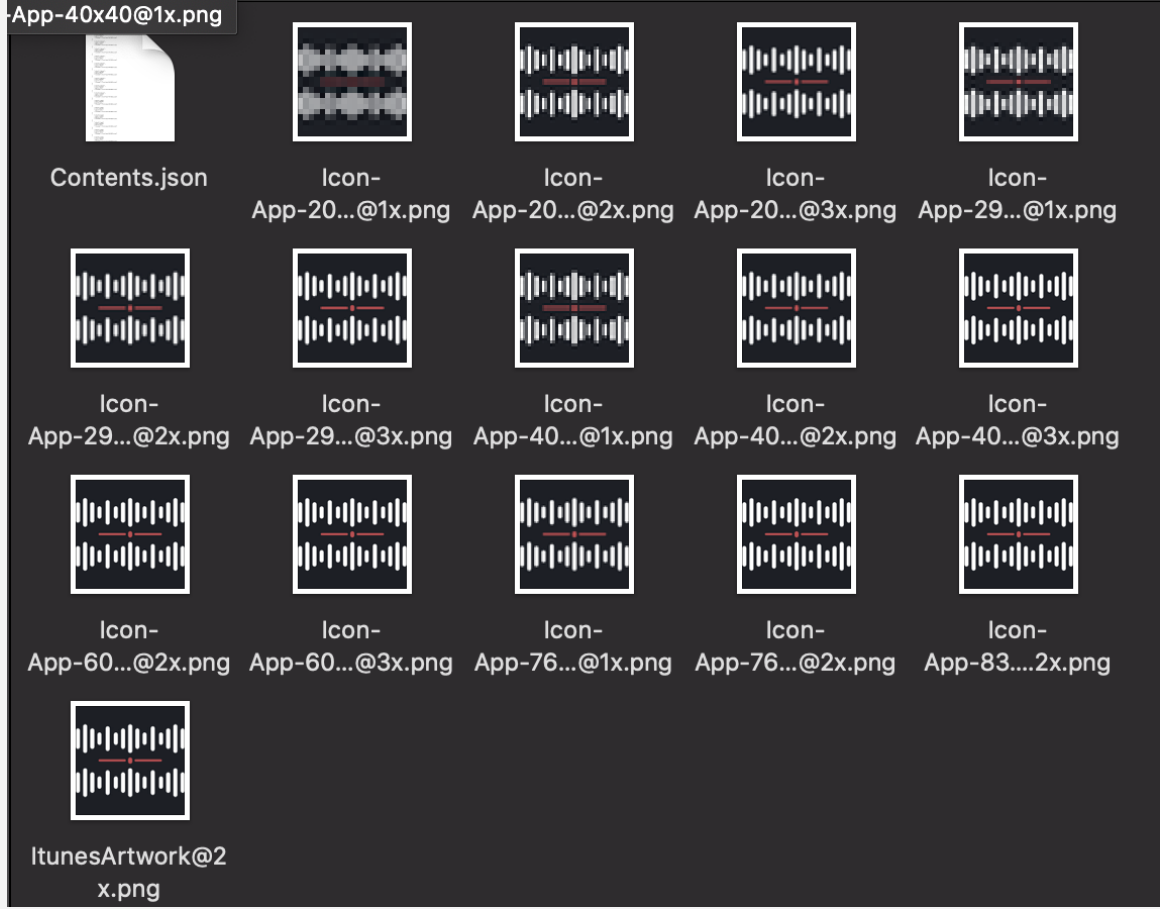 -App-40x40@1x.png
Contents.json
Icon-
App-20...@1x.png
Icon-
App-20...@2x.png
Icon-
App-20...@3x.png
Icon-
App-29...@1x.png
Icon-
App-29...@2x.png
Icon-
App-29...@3x.png
Icon-
App-40...@1x.png
Icon-
App-40...@2x.png
Icon-
App-40...@3x.png
Icon-
App-60...@2x.png
Icon-
App-60...@3x.png
Icon-
App-76...@1x.png
Icon-
App-76...@2x.png
Icon-
App-83....2x.png
ItunesArtwork@2
x.png